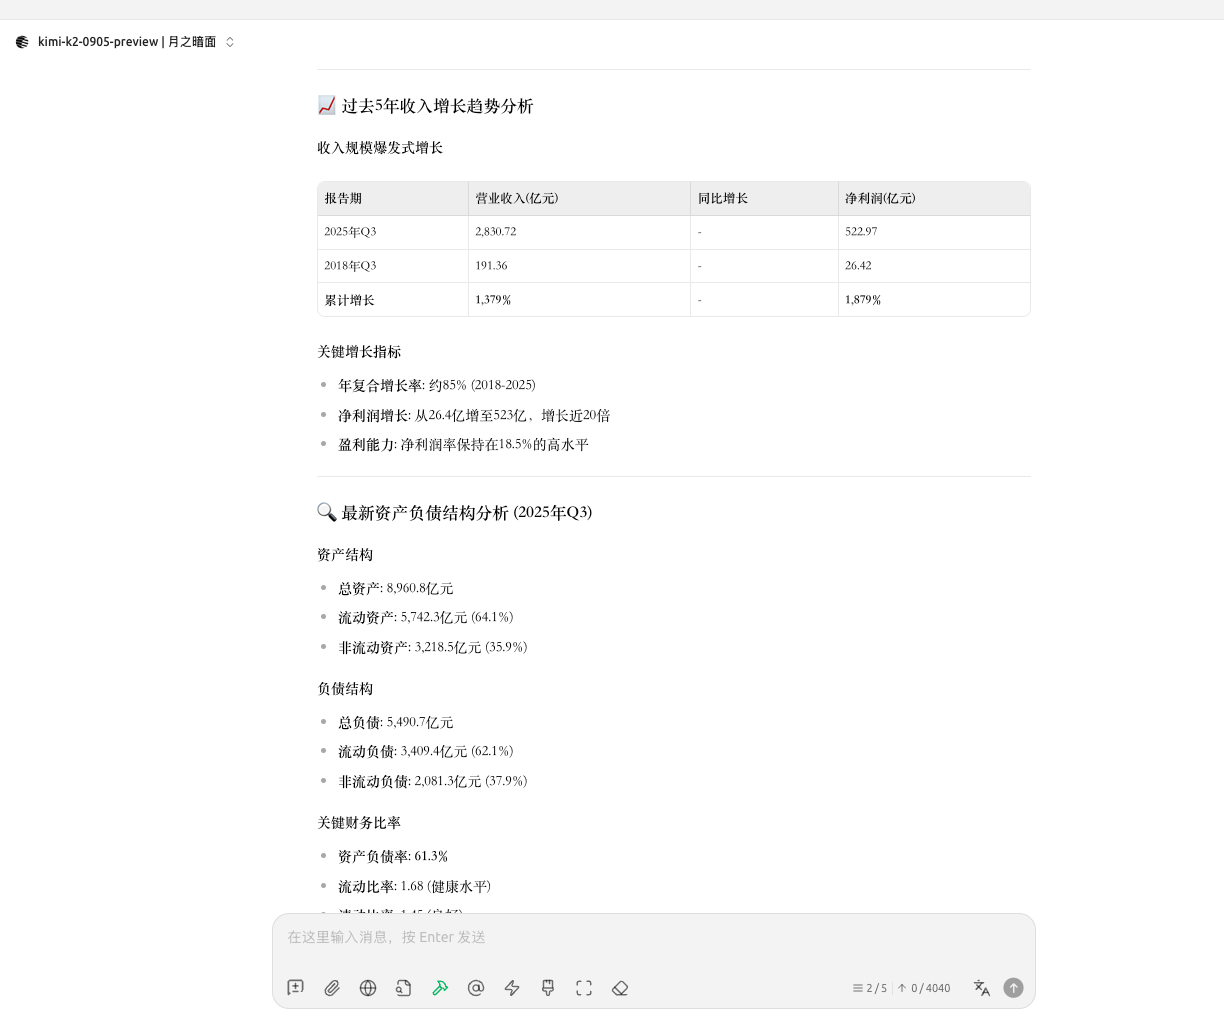 kimi-k2-0905-preview | 月之暗面
📈 过去5年收入增长趋势分析
收入规模爆发式增长
报告期 营业收入(亿元) 同比增长 净利润(亿元)
2025年Q3 2,830.72 - 522.97
2018年Q3 191.36 - 26.42
累计增长 1,379% - 1,879%
关键增长指标
年复合增长率: 约85% (2018-2025)
净利润增长: 从26.4亿增至523亿，增长近20倍
盈利能力: 净利润率保持在18.5%的高水平
🔍 最新资产负债结构分析 (2025年Q3)
资产结构
总资产: 8,960.8亿元
流动资产: 5,742.3亿元 (64.1%)
非流动资产: 3,218.5亿元 (35.9%)
负债结构
总负债: 5,490.7亿元
流动负债: 3,409.4亿元 (62.1%)
非流动负债: 2,081.3亿元 (37.9%)
关键财务比率
资产负债率: 61.3%
流动比率: 1.68 (健康水平)
在这里输入消息，按 Enter 发送
2/5 ↑ 0/4040